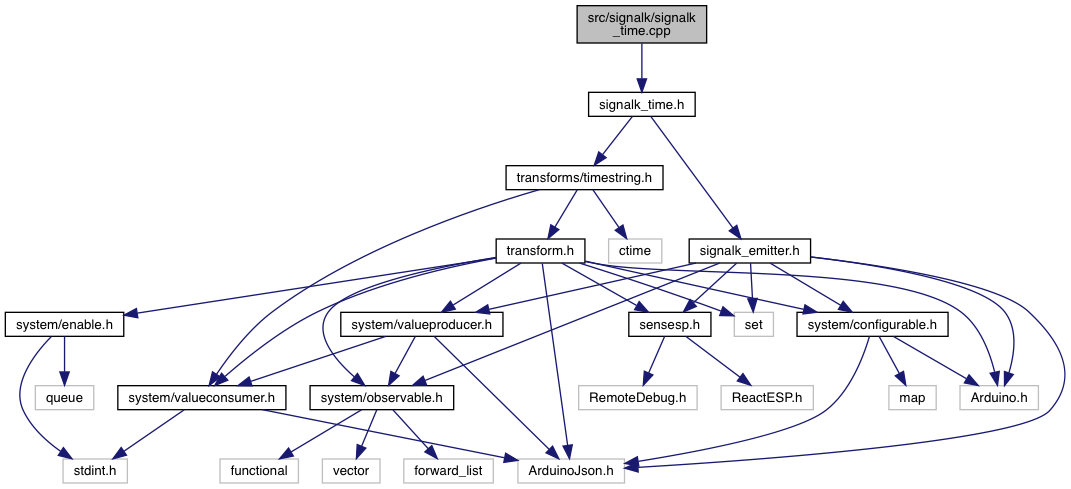 src/signalk/signalk
_time.cpp
signalk_time.h
transforms/timestring.h
transform.h
ctime
signalk_emitter.h
system/enable.h
system/valueproducer.h
sensesp.h
set
system/configurable.h
queue
system/valueconsumer.h
system/observable.h
RemoteDebug.h
ReactESP.h
map
Arduino.h
stdint.h
functional
vector
forward_list
ArduinoJson.h